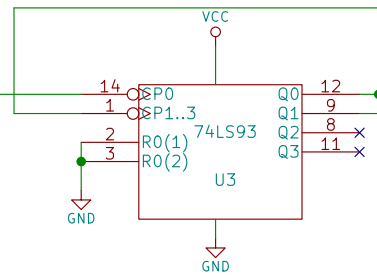 VCC
14 CP0 Q0 12
1 CP1..3 Q1 9
74LS93 Q2 8
2 R0(1) Q3 11
3 R0(2)
U3
GND
GND